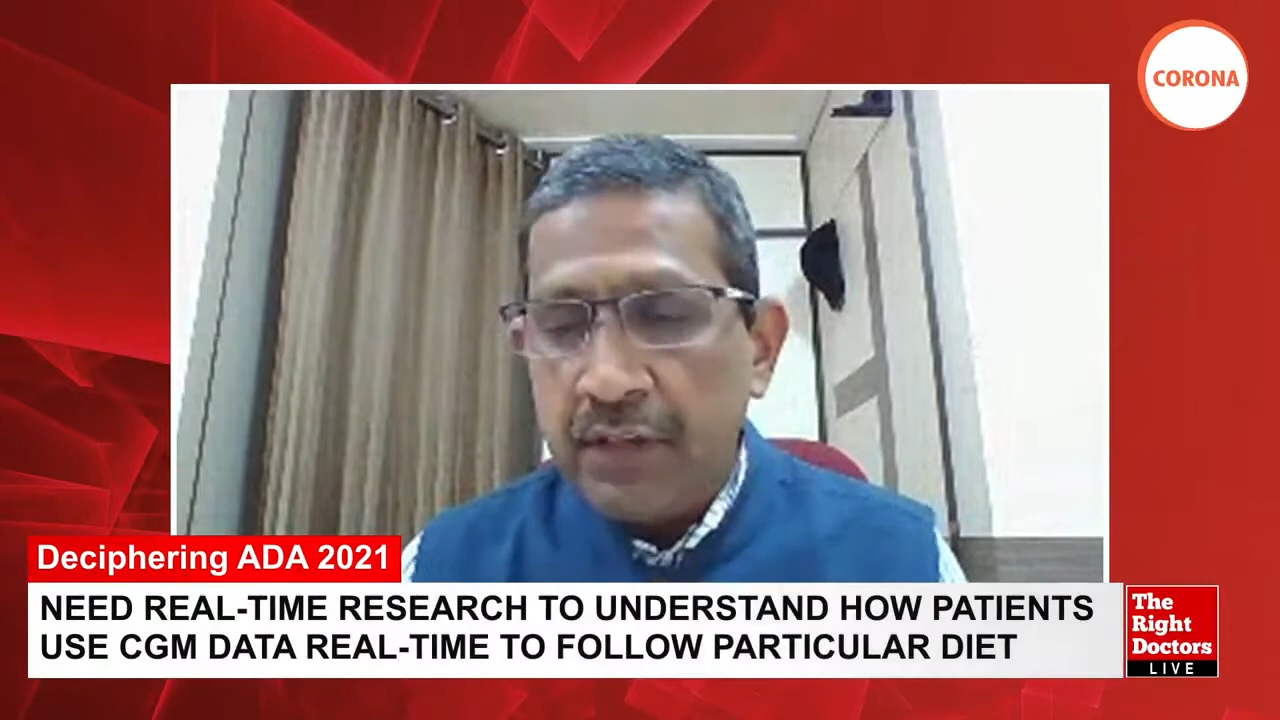 CORONA
Deciphering ADA 2021
NEED REAL-TIME RESEARCH TO UNDERSTAND HOW PATIENTS
USE CGM DATA REAL-TIME TO FOLLOW PARTICULAR DIET
The
Right
Doctors
LIVE